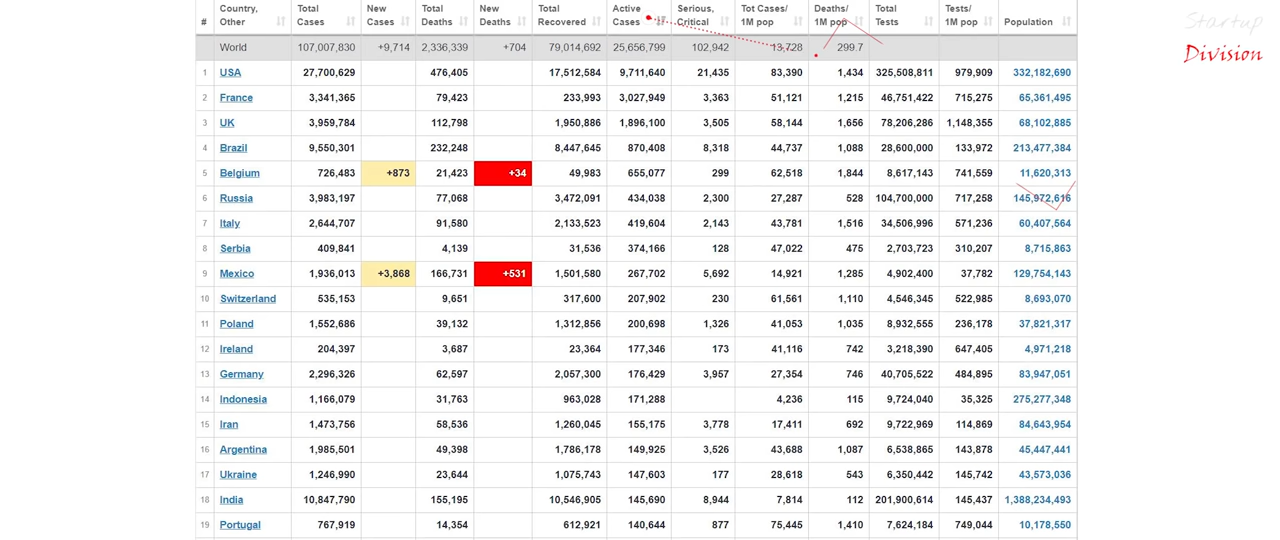 # Country, Other Total Cases New Cases Total Deaths New Deaths Total Recovered Active Cases Serious, Critical Tot Cases/ 1M pop Deaths/ 1M pop Total Tests Tests/ 1M pop Population
World 107,007,830 +9,714 2,336,339 +704 79,014,692 25,656,799 102,942 13,728 299.7
1 USA 27,700,629 476,405 17,512,584 9,711,640 21,435 83,390 1,434 325,508,811 979,909 332,182,690
2 France 3,341,365 79,423 233,993 3,027,949 3,363 51,121 1,215 46,751,422 715,275 65,361,495
3 UK 3,959,784 112,798 1,950,886 1,896,100 3,505 58,144 1,656 78,206,286 1,148,355 68,102,885
4 Brazil 9,550,301 232,248 8,447,645 870,408 8,318 44,737 1,088 28,600,000 133,972 213,477,384
5 Belgium 726,483 +873 21,423 +34 49,983 655,077 299 62,518 1,844 8,617,143 741,559 11,620,313
6 Russia 3,983,197 77,068 3,472,091 434,038 2,300 27,287 528 104,700,000 717,258 145,972,616
7 Italy 2,644,707 91,580 2,133,523 419,604 2,143 43,781 1,516 34,506,996 571,236 60,407,564
8 Serbia 409,841 4,139 31,536 374,166 128 47,022 475 2,703,723 310,207 8,715,863
9 Mexico 1,936,013 +3,868 166,731 +531 1,501,580 267,702 5,692 14,921 1,285 4,902,400 37,782 129,754,143
10 Switzerland 535,153 9,651 317,600 207,902 230 61,561 1,110 4,546,345 522,985 8,693,070
11 Poland 1,552,686 39,132 1,312,856 200,698 1,326 41,053 1,035 8,932,555 236,178 37,821,317
12 Ireland 204,397 3,687 23,364 177,346 173 41,116 742 3,218,390 647,405 4,971,218
13 Germany 2,296,326 62,597 2,057,300 176,429 3,957 27,354 746 40,705,522 484,895 83,947,051
14 Indonesia 1,166,079 31,763 963,028 171,288 4,236 115 9,724,040 35,325 275,277,348
15 Iran 1,473,756 58,536 1,260,045 155,175 3,778 17,411 692 9,722,969 114,869 84,643,954
16 Argentina 1,985,501 49,398 1,786,178 149,925 3,526 43,688 1,087 6,538,865 143,878 45,447,441
17 Ukraine 1,246,990 23,644 1,075,743 147,603 177 28,618 543 6,350,442 145,742 43,573,036
18 India 10,847,790 155,195 10,546,905 145,690 8,944 7,814 112 201,900,614 145,437 1,388,234,493
19 Portugal 767,919 14,354 612,921 140,644 877 75,445 1,410 7,624,184 749,044 10,178,550
Startup
Division